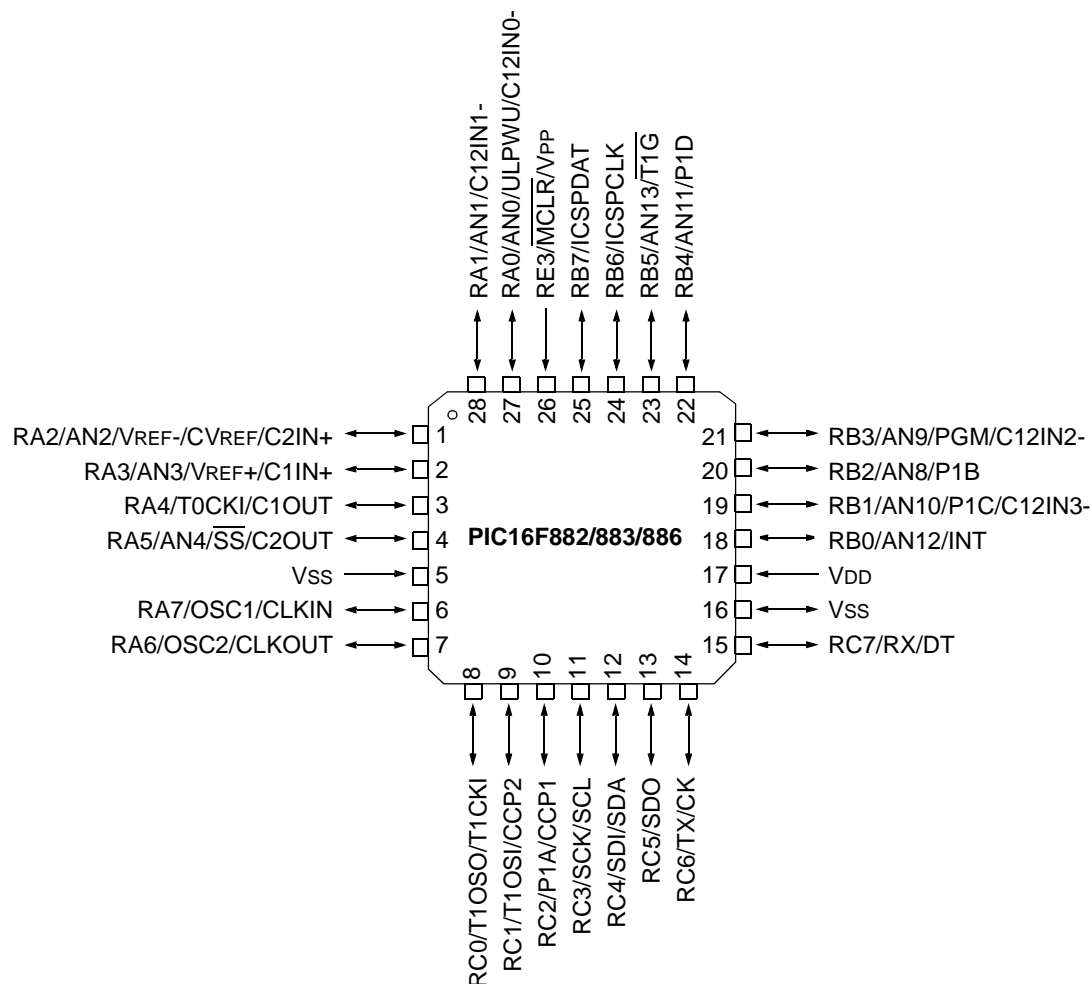 RA1/AN1/C12IN1-
RA0/AN0/ULPWU/C12IN0-
RE3/MCLR/VPP
RB7/ICSPDAT
RB6/ICSPCLK
RB5/AN13/T1G
RB4/AN11/P1D
28
27
26
25
24
23
22
RA2/AN2/VREF-/CVREF/C2IN+
1
RA3/AN3/VREF+/C1IN+
2
RA4/T0CKI/C1OUT
3
RA5/AN4/SS/C2OUT
4
VSS
5
RA7/OSC1/CLKIN
6
RA6/OSC2/CLKOUT
7
PIC16F882/883/886
21
RB3/AN9/PGM/C12IN2-
20
RB2/AN8/P1B
19
RB1/AN10/P1C/C12IN3-
18
RB0/AN12/INT
17
VDD
16
VSS
15
RC7/RX/DT
8
9
10
11
12
13
14
RC0/T1OSO/T1CKI
RC1/T1OSI/CCP2
RC2/P1A/CCP1
RC3/SCK/SCL
RC4/SDI/SDA
RC5/SDO
RC6/TX/CK